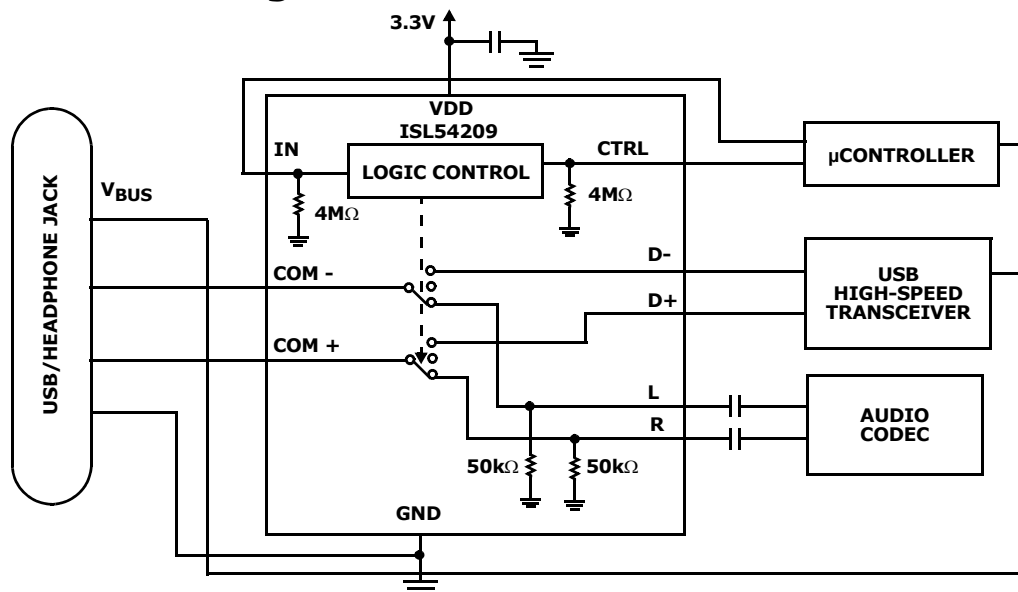 3.3V
VDD
ISL54209
IN
LOGIC CONTROL
CTRL
4MΩ
4MΩ
µCONTROLLER
USB/HEADPHONE JACK
VBUS
COM -
COM +
D-
D+
USB
HIGH-SPEED
TRANSCEIVER
L
R
AUDIO
CODEC
50kΩ
50kΩ
GND